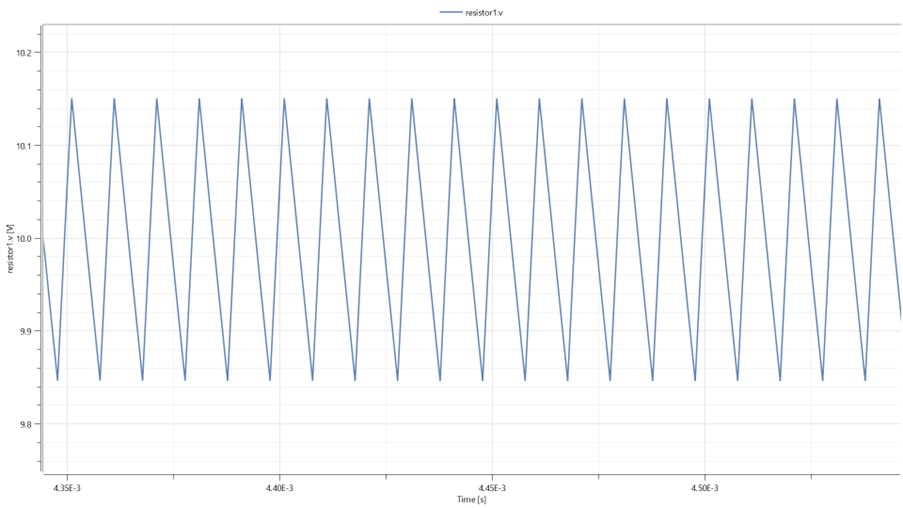 resistor1.v
10.2
10.1
10.0
9.9
9.8
resistor1.v [V]
4.35E-3
4.40E-3
4.45E-3
4.50E-3
Time [s]